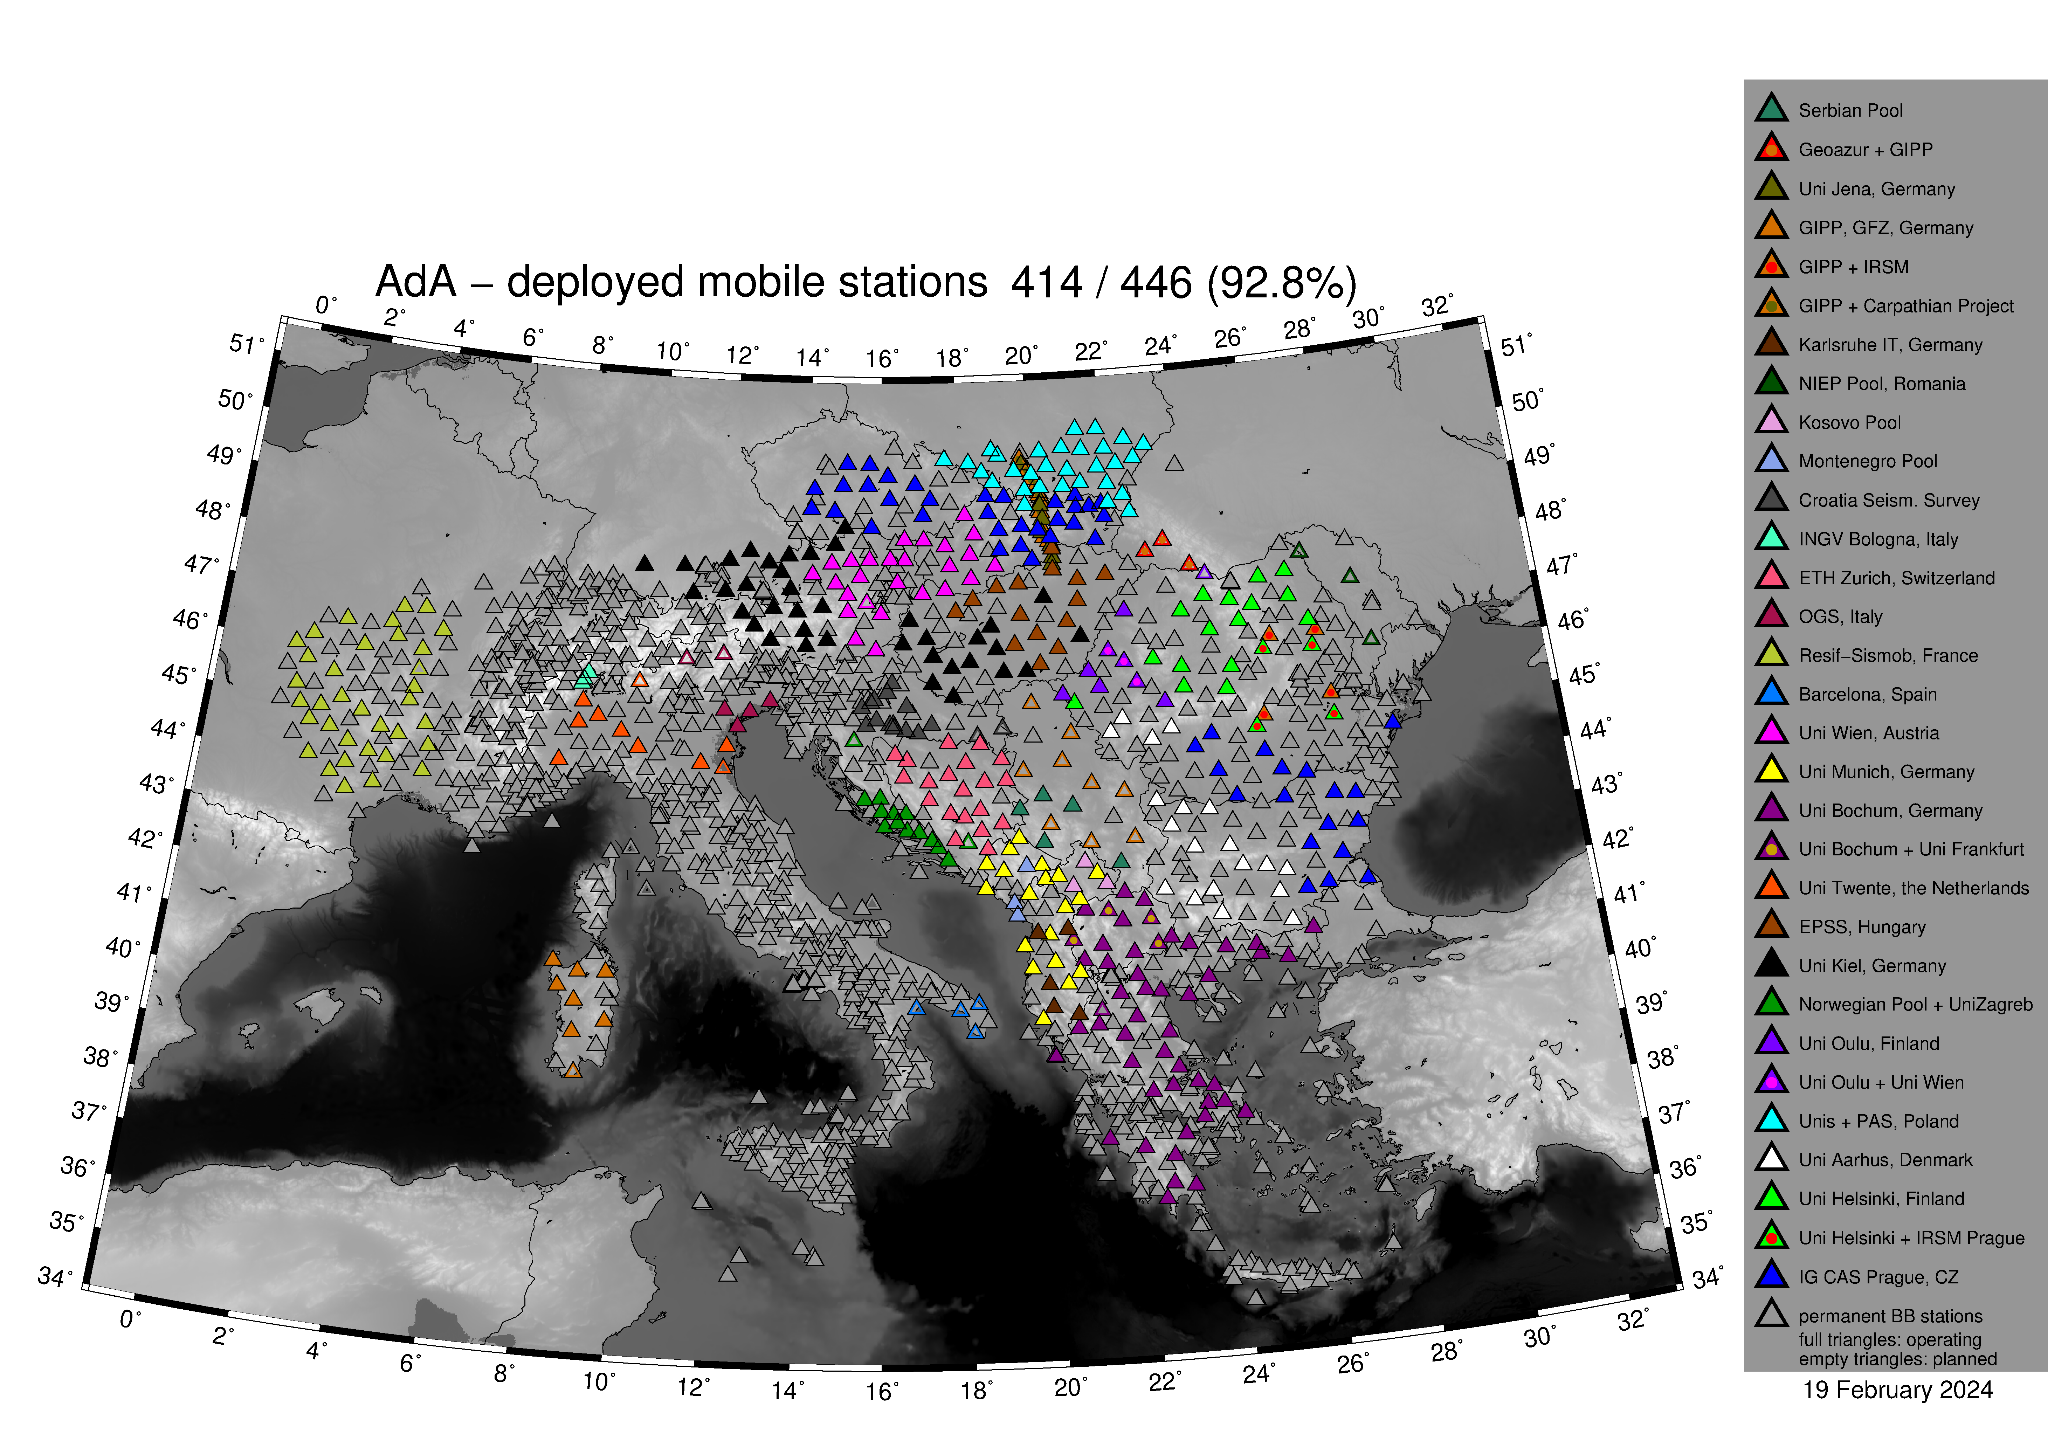 AdA − deployed mobile stations 414 / 446 (92.8%)
0° 2° 4° 6° 8° 10° 12° 14° 16° 18° 20° 22° 24° 26° 28° 30° 32°
51° 51°
50° 50°
49° 49°
48° 48°
47° 47°
46° 46°
45° 45°
44° 44°
43° 43°
42° 42°
41° 41°
40° 40°
39° 39°
38° 38°
37° 37°
36° 36°
35° 35°
34° 34°
0° 2° 4° 6° 8° 10° 12° 14° 16° 18° 20° 22° 24° 26° 28° 30° 32°
Serbian Pool
Geoazur + GIPP
Uni Jena, Germany
GIPP, GFZ, Germany
GIPP + IRSM
GIPP + Carpathian Project
Karlsruhe IT, Germany
NIEP Pool, Romania
Kosovo Pool
Montenegro Pool
Croatia Seism. Survey
INGV Bologna, Italy
ETH Zurich, Switzerland
OGS, Italy
Resif−Sismob, France
Barcelona, Spain
Uni Wien, Austria
Uni Munich, Germany
Uni Bochum, Germany
Uni Bochum + Uni Frankfurt
Uni Twente, the Netherlands
EPSS, Hungary
Uni Kiel, Germany
Norwegian Pool + UniZagreb
Uni Oulu, Finland
Uni Oulu + Uni Wien
Unis + PAS, Poland
Uni Aarhus, Denmark
Uni Helsinki, Finland
Uni Helsinki + IRSM Prague
IG CAS Prague, CZ
permanent BB stations
full triangles: operating
empty triangles: planned
19 February 2024